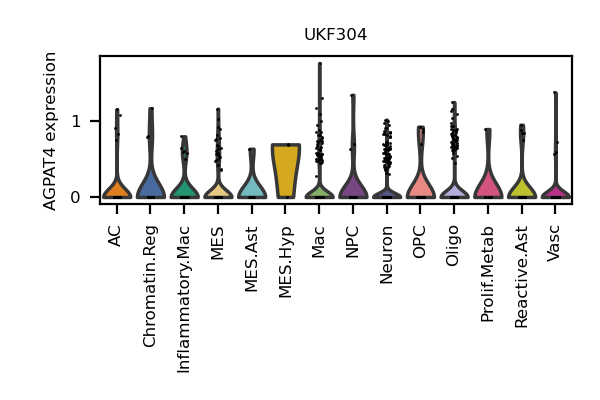 UKF304
AGPAT4 expression
1
0
AC
Chromatin.Reg
Inflammatory.Mac
MES
MES.Ast
MES.Hyp
Mac
NPC
Neuron
OPC
Oligo
Prolif.Metab
Reactive.Ast
Vasc